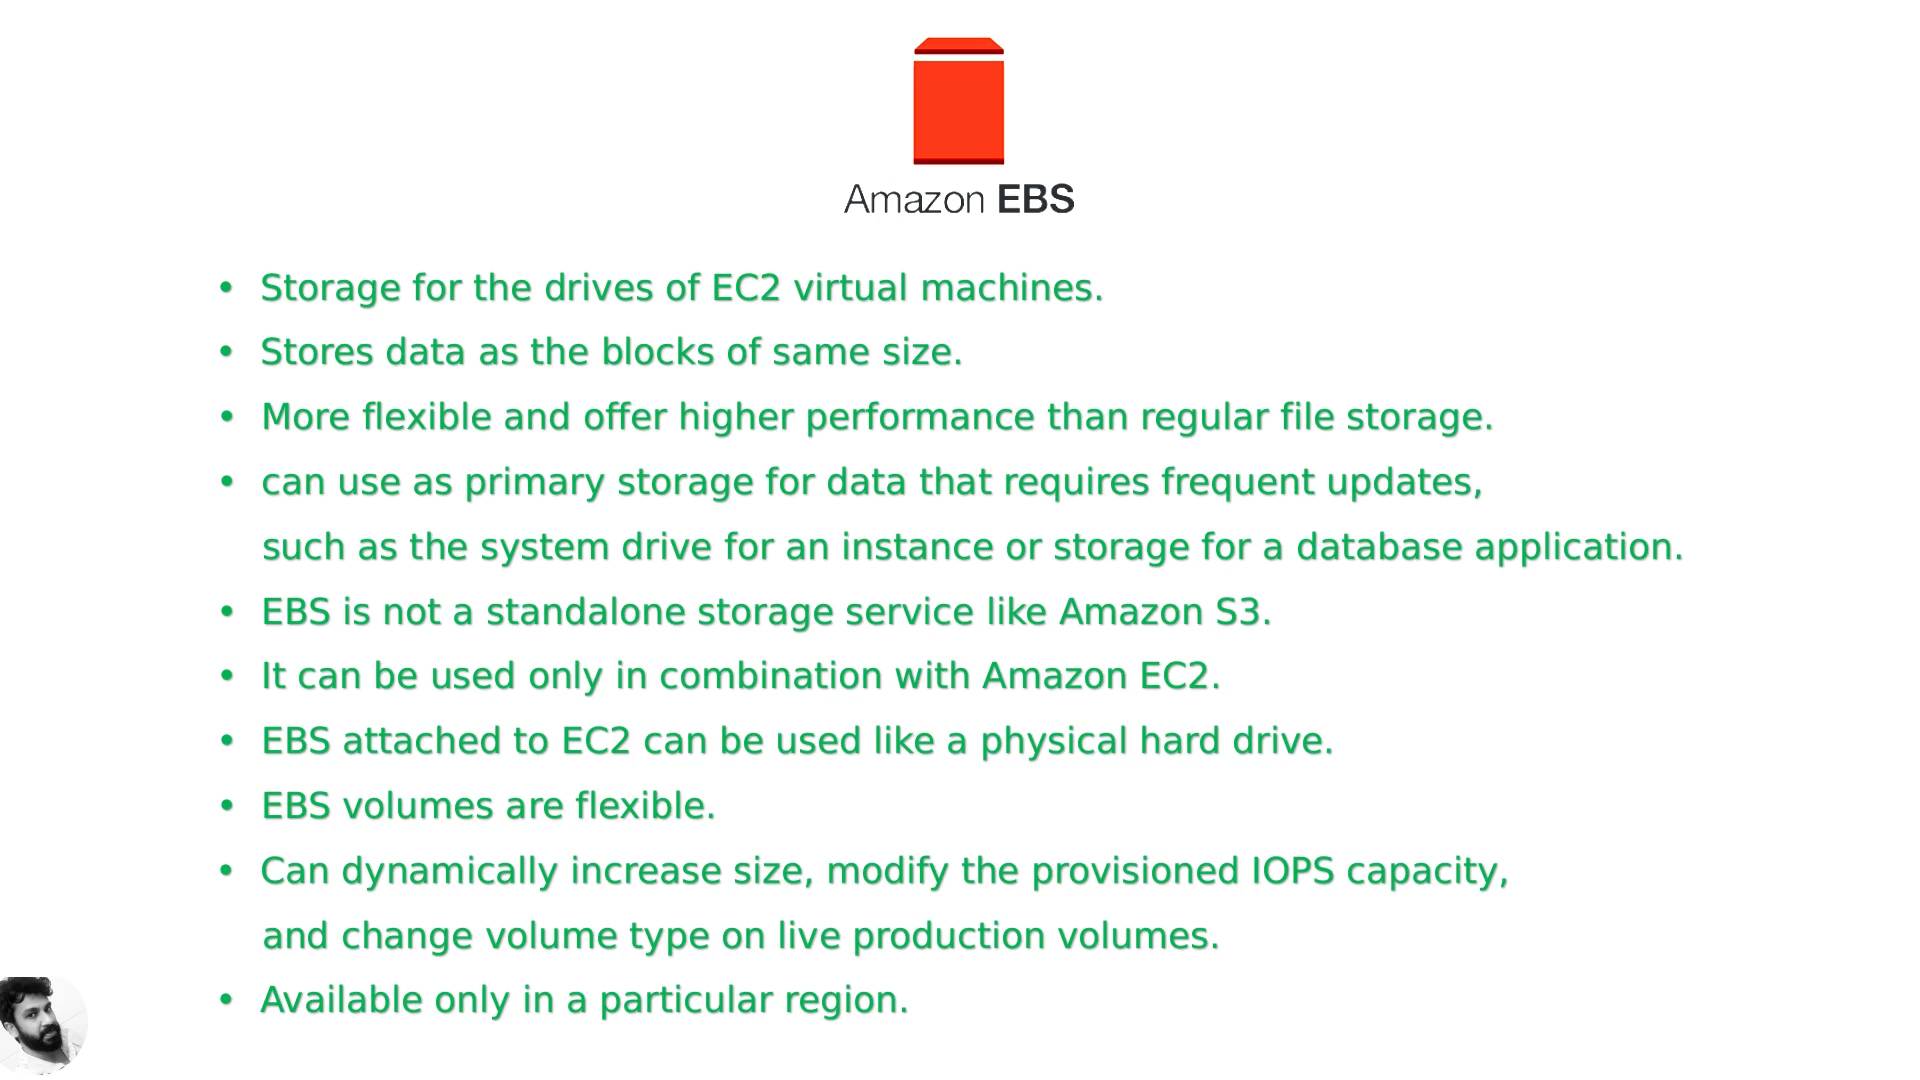 Amazon EBS
• Storage for the drives of EC2 virtual machines.
• Stores data as the blocks of same size.
• More flexible and offer higher performance than regular file storage.
• can use as primary storage for data that requires frequent updates,
such as the system drive for an instance or storage for a database application.
• EBS is not a standalone storage service like Amazon S3.
• It can be used only in combination with Amazon EC2.
• EBS attached to EC2 can be used like a physical hard drive.
• EBS volumes are flexible.
• Can dynamically increase size, modify the provisioned IOPS capacity,
and change volume type on live production volumes.
• Available only in a particular region.